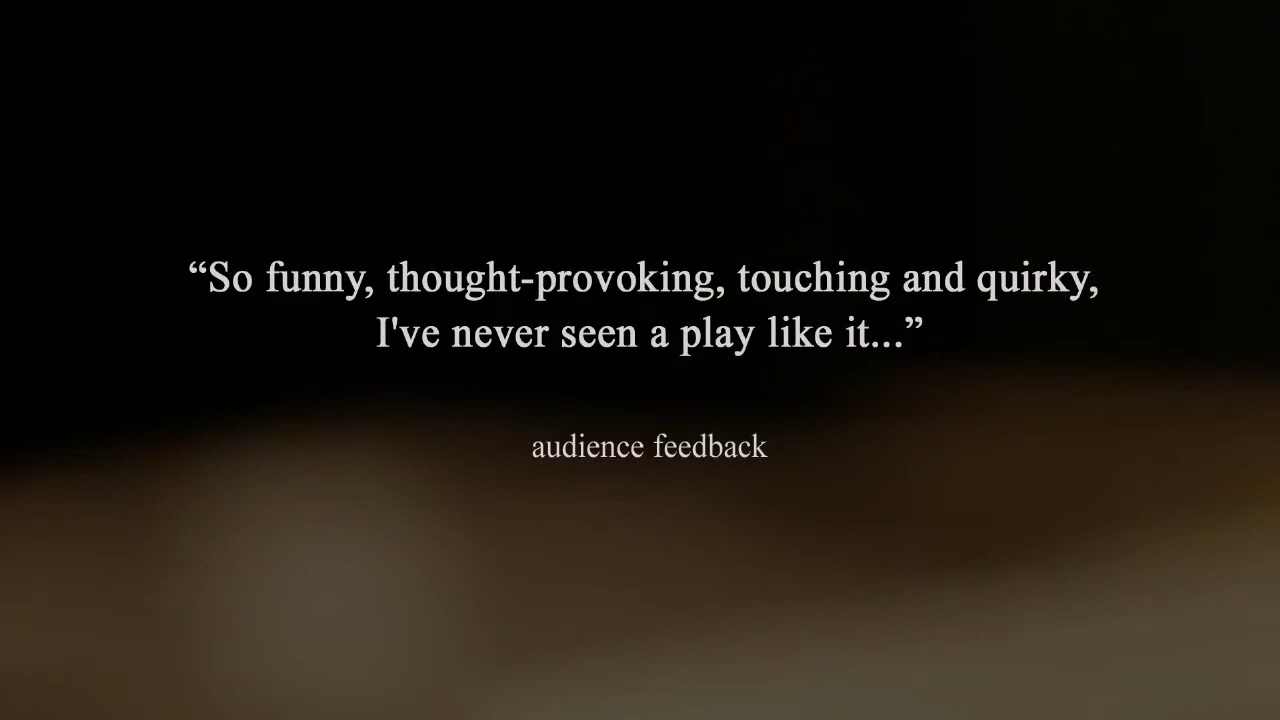 “So funny, thought-provoking, touching and quirky,
I've never seen a play like it...”
audience feedback